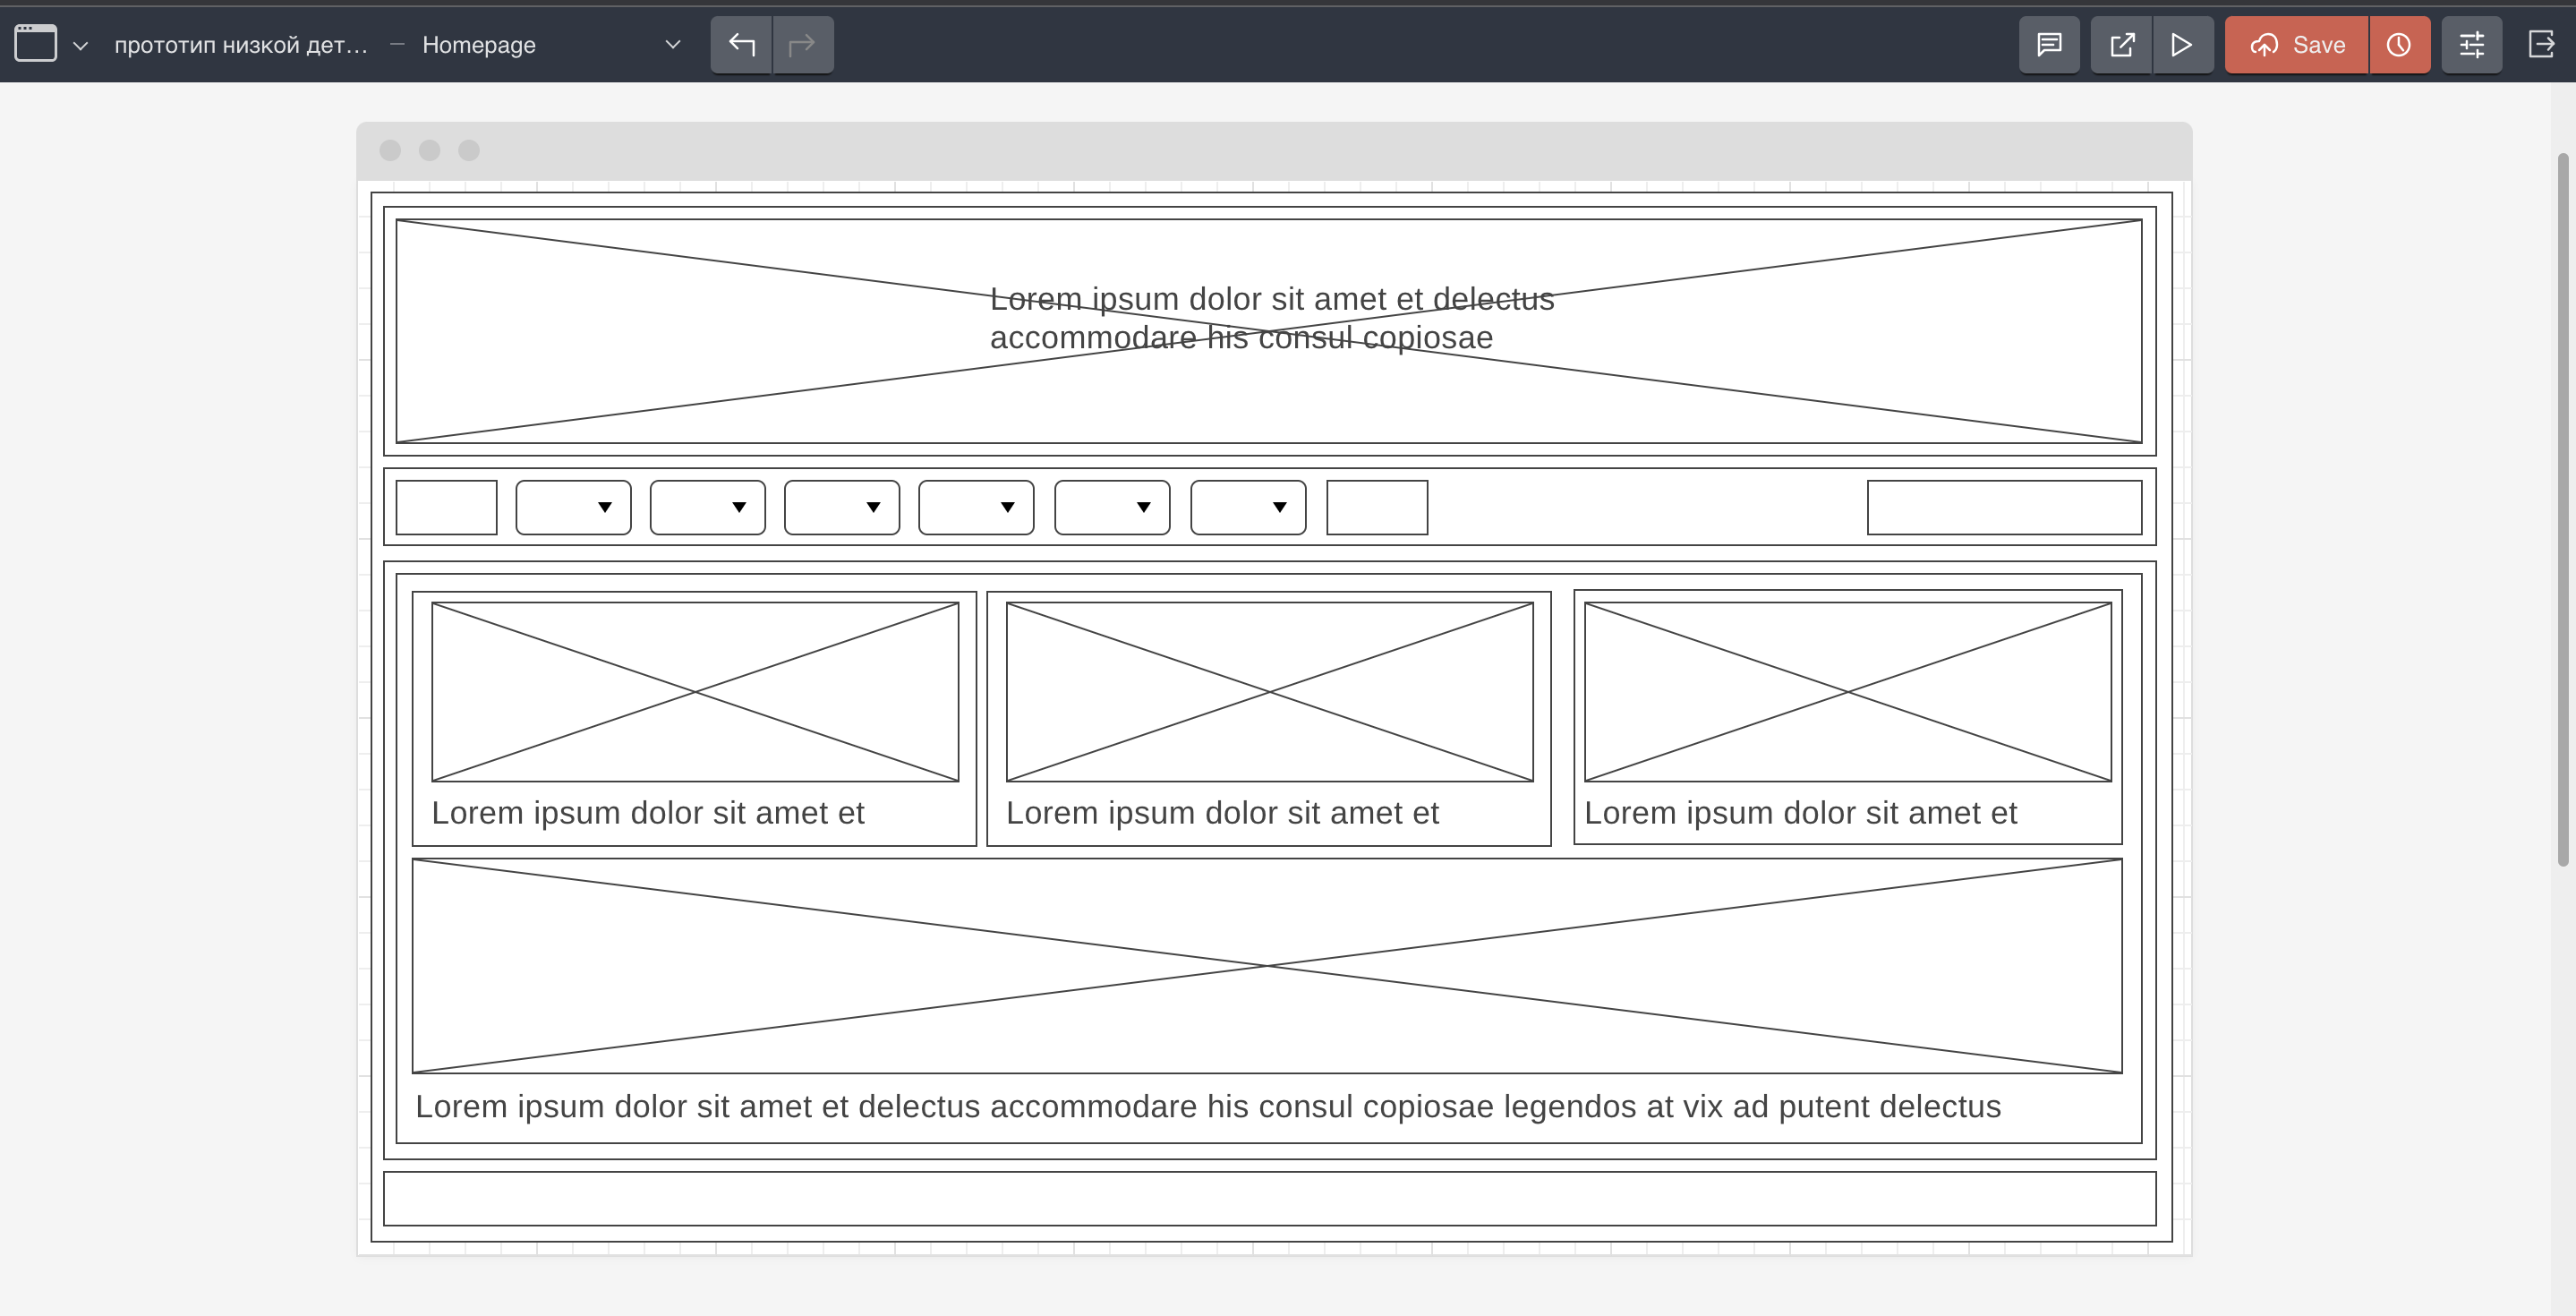 прототип низкой дет... – Homepage
Save
Lorem ipsum dolor sit amet et delectus
accommodare his consul copiosae
Lorem ipsum dolor sit amet et
Lorem ipsum dolor sit amet et
Lorem ipsum dolor sit amet et
Lorem ipsum dolor sit amet et delectus accommodare his consul copiosae legendos at vix ad putent delectus